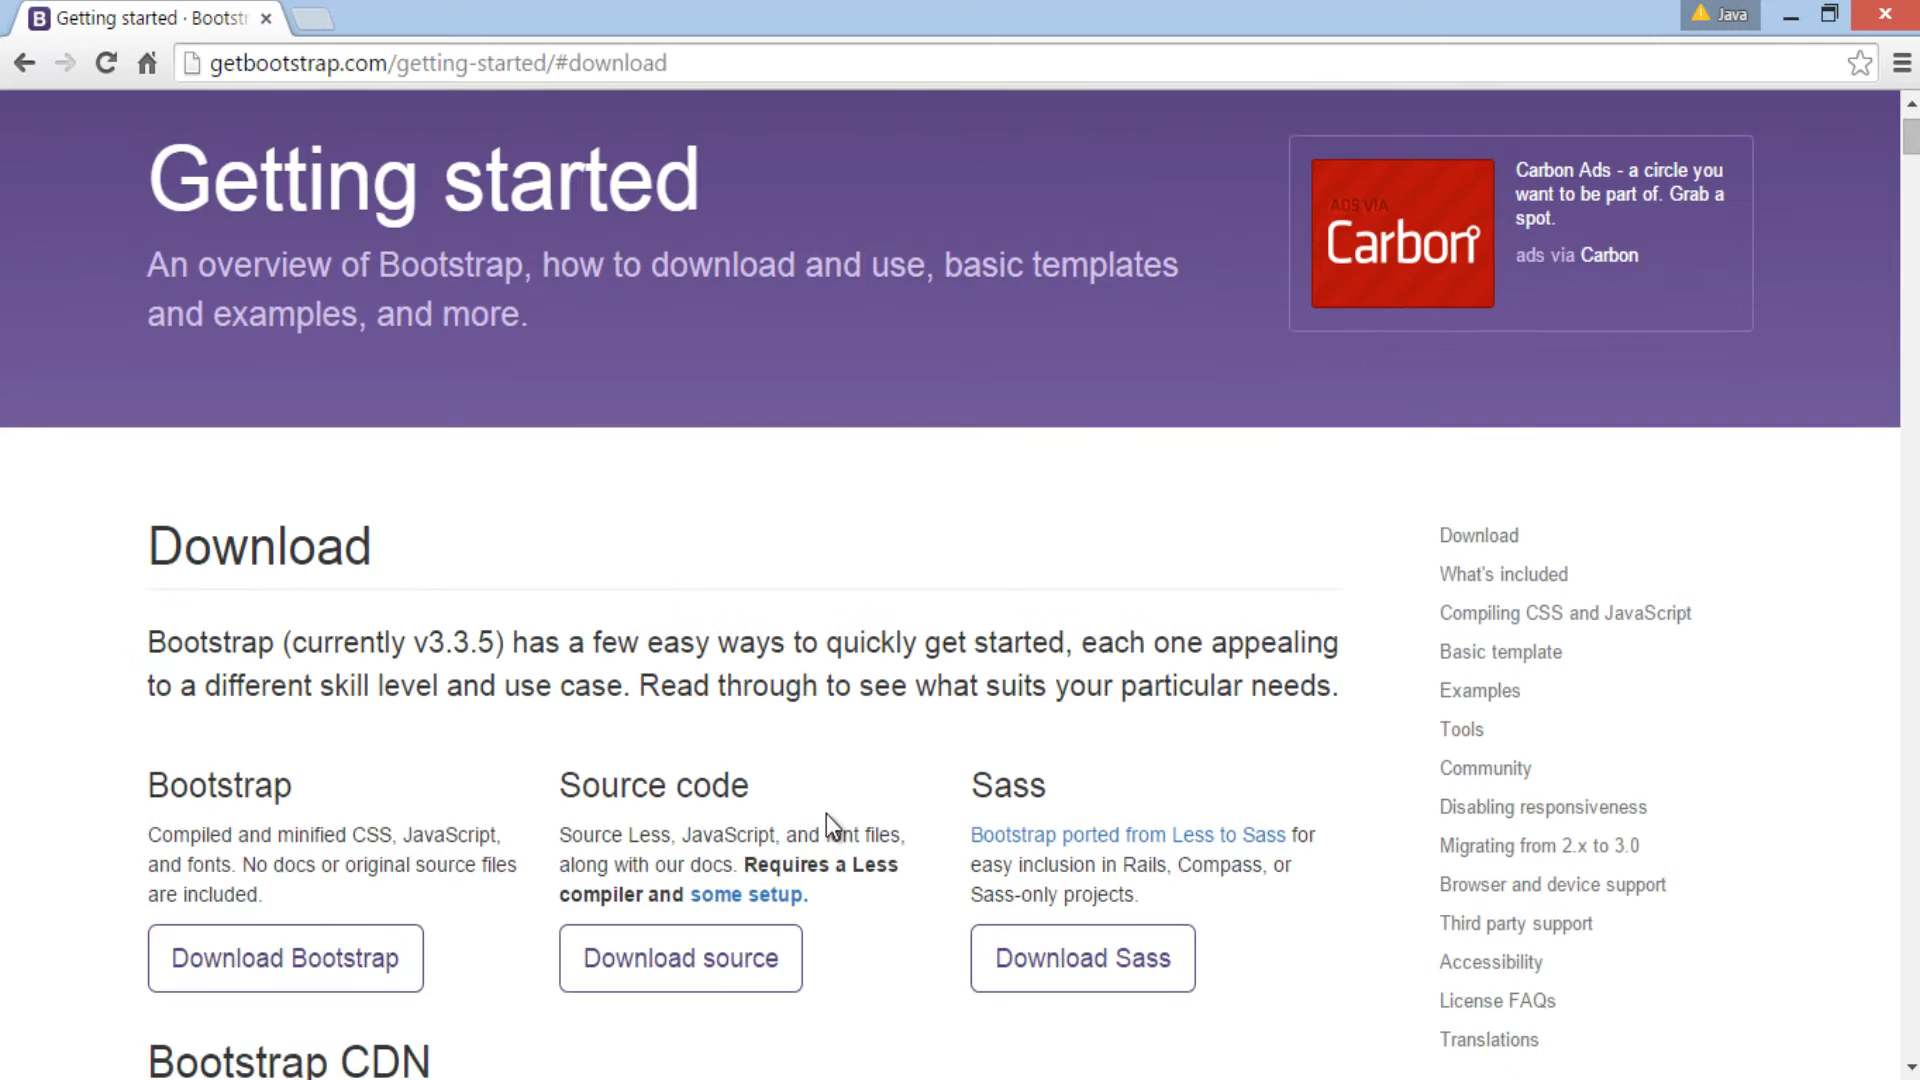 Getting started · Bootstr
Java
getbootstrap.com/getting-started/#download
Getting started
An overview of Bootstrap, how to download and use, basic templates
and examples, and more.
ADS VIA
Carbon
Carbon Ads - a circle you
want to be part of. Grab a
spot.
ads via Carbon
Download
Bootstrap (currently v3.3.5) has a few easy ways to quickly get started, each one appealing
to a different skill level and use case. Read through to see what suits your particular needs.
Bootstrap
Compiled and minified CSS, JavaScript,
and fonts. No docs or original source files
are included.
Download Bootstrap
Source code
Source Less, JavaScript, and font files,
along with our docs. Requires a Less
compiler and some setup.
Download source
Sass
Bootstrap ported from Less to Sass for
easy inclusion in Rails, Compass, or
Sass-only projects.
Download Sass
Bootstrap CDN
Download
What's included
Compiling CSS and JavaScript
Basic template
Examples
Tools
Community
Disabling responsiveness
Migrating from 2.x to 3.0
Browser and device support
Third party support
Accessibility
License FAQs
Translations